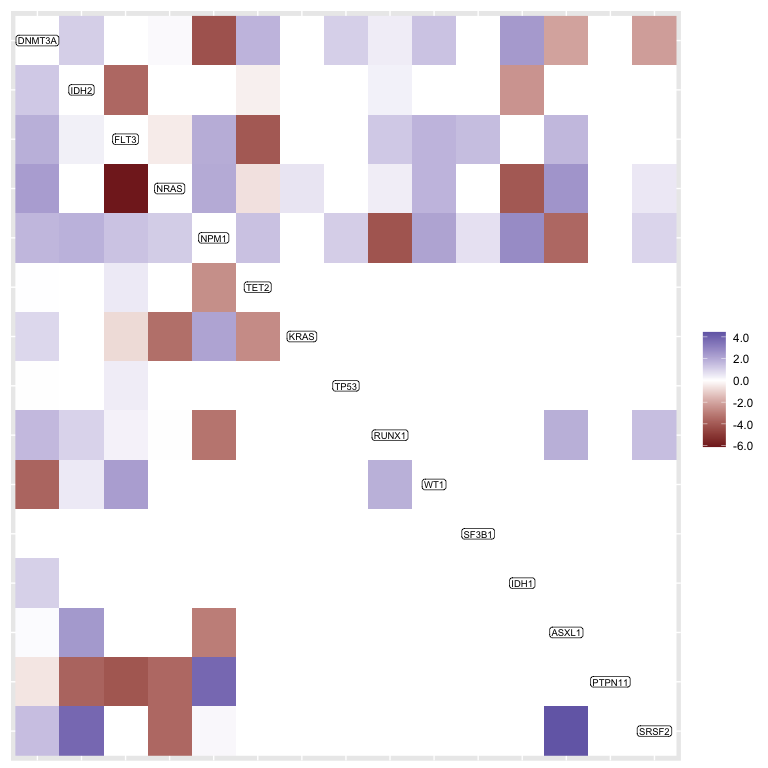 DNMT3A
IDH2
FLT3
NRAS
NPM1
TET2
KRAS
4.0
2.0
0.0
-2.0
-4.0
-6.0
TP53
RUNX1
WT1
SF3B1
IDH1
ASXL1
PTPN11
SRSF2